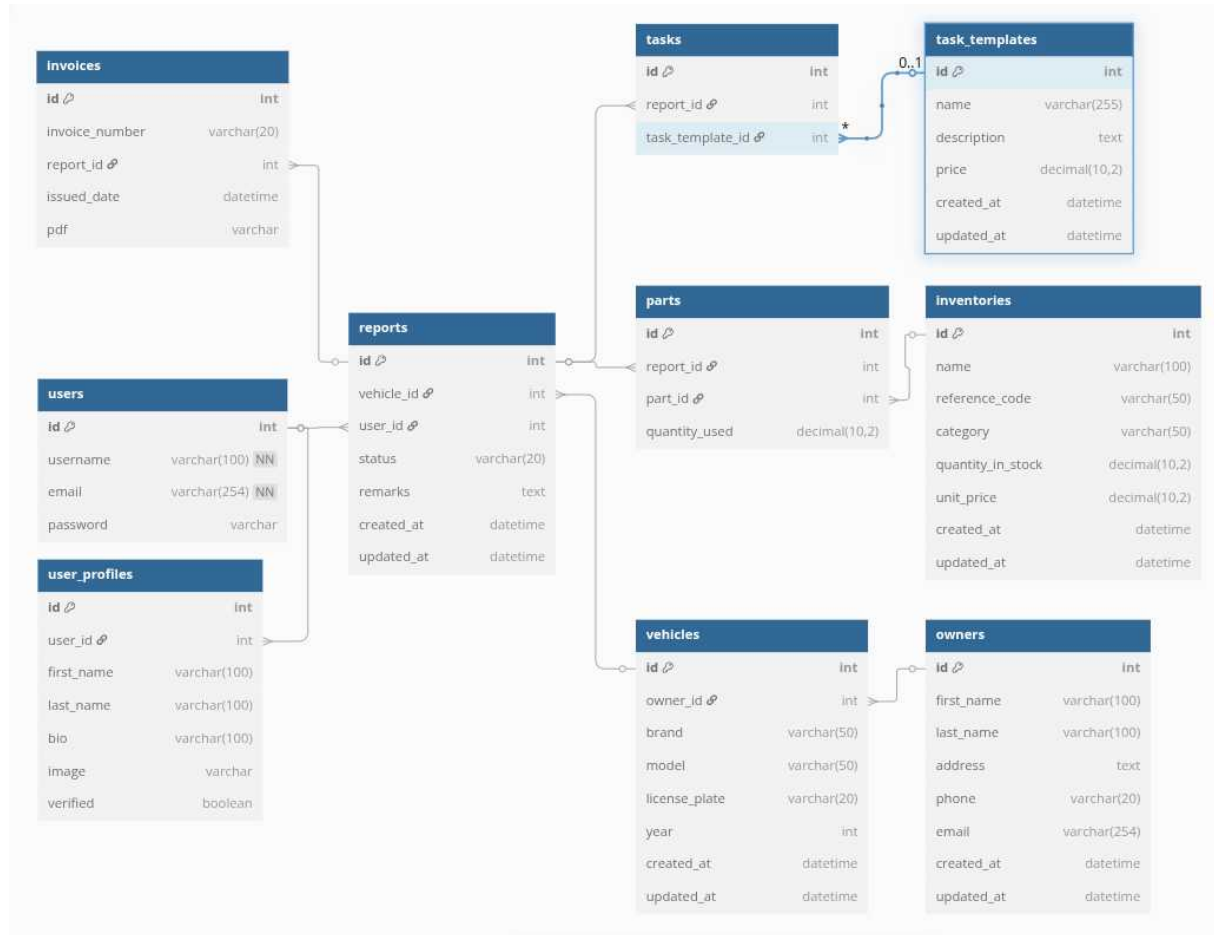 invoices
id int
invoice_number varchar(20)
report_id int
issued_date datetime
pdf varchar
users
id int
username varchar(100) NN
email varchar(254) NN
password varchar
user_profiles
id int
user_id int
first_name varchar(100)
last_name varchar(100)
bio varchar(100)
image varchar
verified boolean
reports
id int
vehicle_id int
user_id int
status varchar(20)
remarks text
created_at datetime
updated_at datetime
tasks
id int
report_id int
task_template_id int
*
0..1
task_templates
id int
name varchar(255)
description text
price decimal(10,2)
created_at datetime
updated_at datetime
parts
id int
report_id int
part_id int
quantity_used decimal(10,2)
inventories
id int
name varchar(100)
reference_code varchar(50)
category varchar(50)
quantity_in_stock decimal(10,2)
unit_price decimal(10,2)
created_at datetime
updated_at datetime
vehicles
id int
owner_id int
brand varchar(50)
model varchar(50)
license_plate varchar(20)
year int
created_at datetime
updated_at datetime
owners
id int
first_name varchar(100)
last_name varchar(100)
address text
phone varchar(20)
email varchar(254)
created_at datetime
updated_at datetime